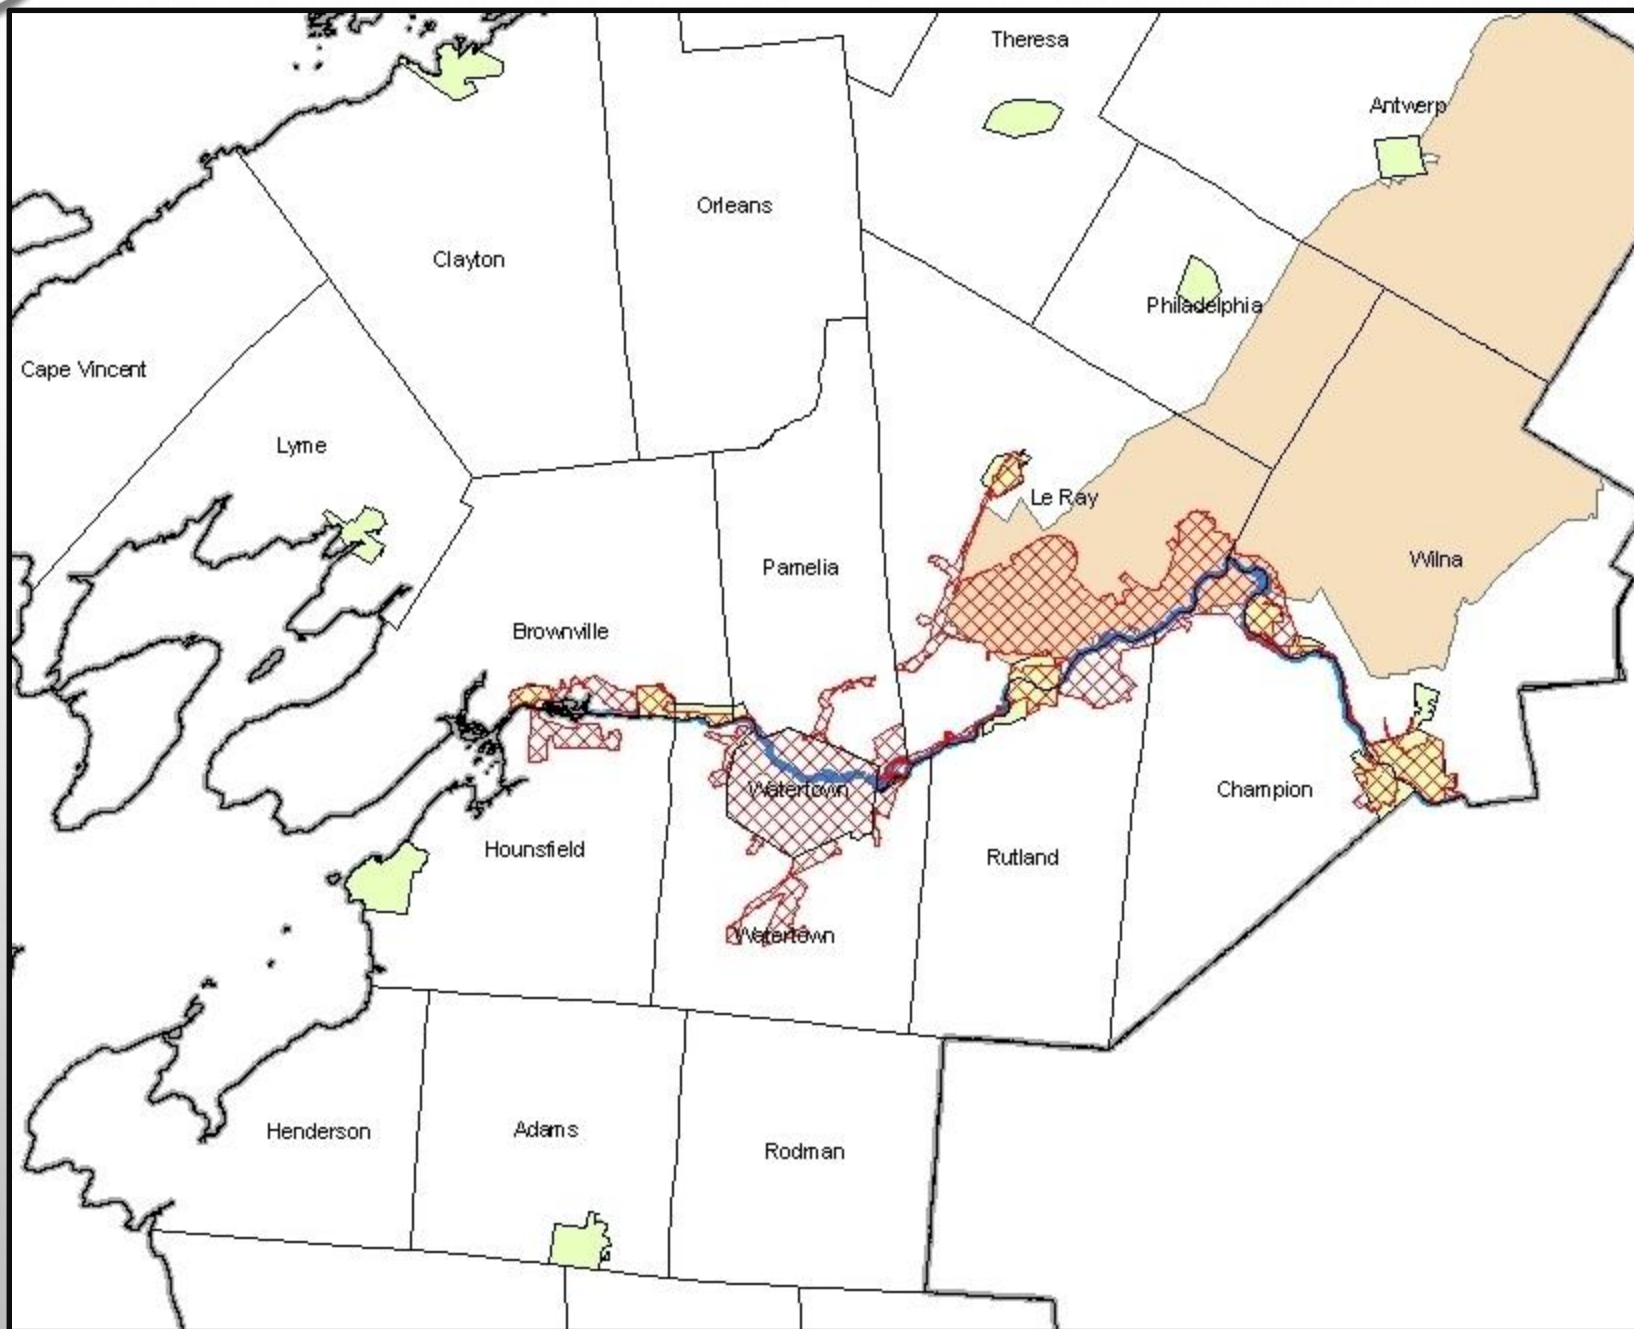 Theresa
Antwerp
Orleans
Clayton
Philadelphia
Cape Vincent
Lyme
Le Ray
Wilna
Pamelia
Brownville
Watertown
Champion
Hounsfield
Rutland
Watertown
Henderson
Adams
Rodman